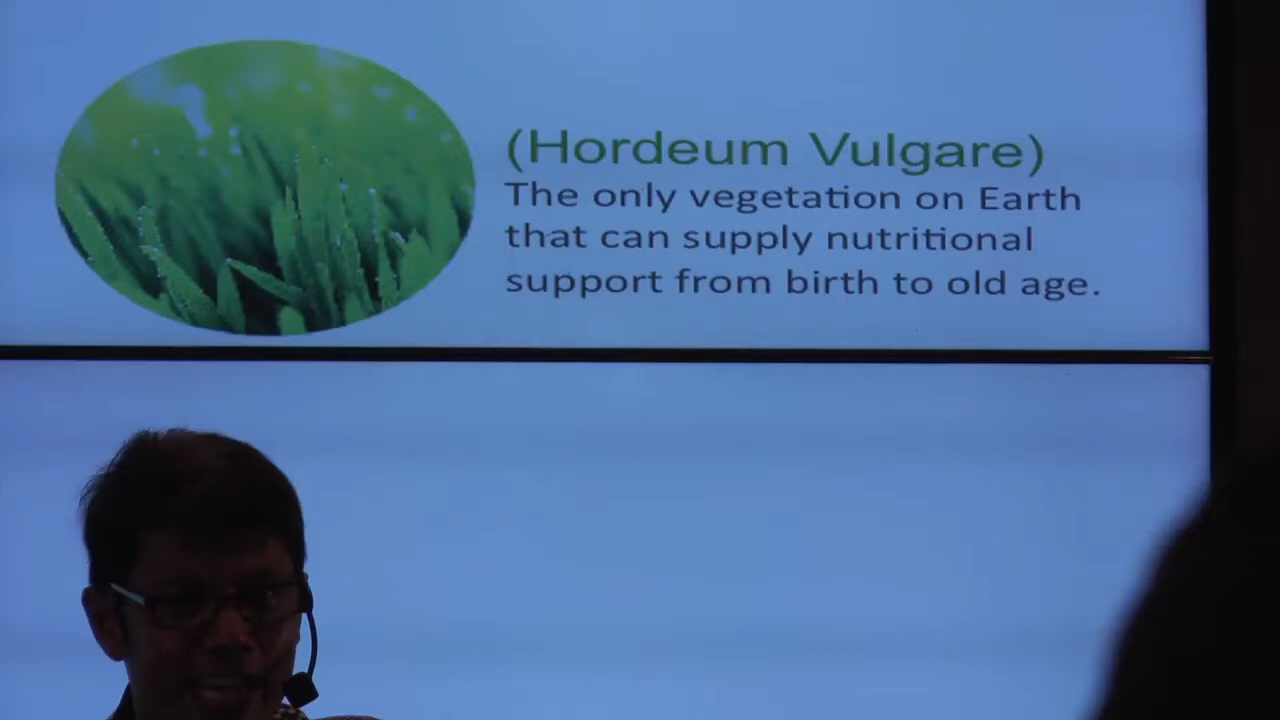 (Hordeum Vulgare)
The only vegetation on Earth
that can supply nutritional
support from birth to old age.